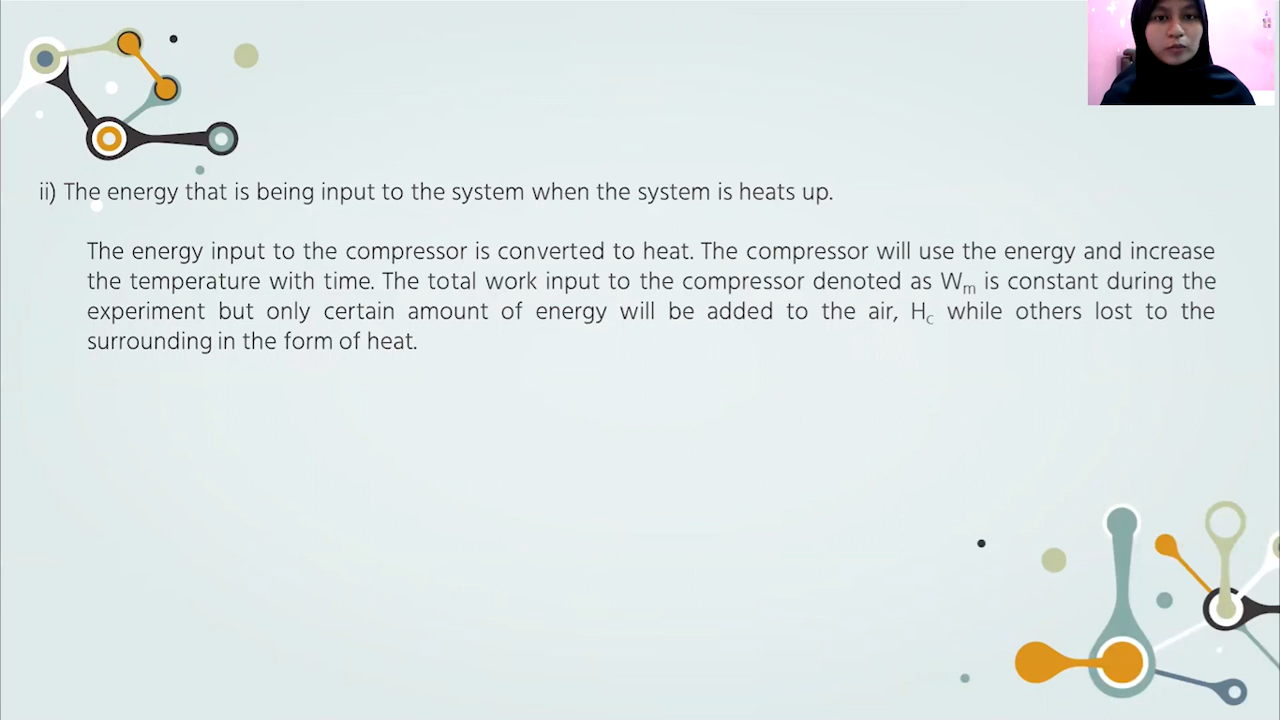 ii) The energy that is being input to the system when the system is heats up.
The energy input to the compressor is converted to heat. The compressor will use the energy and increase
the temperature with time. The total work input to the compressor denoted as Wm is constant during the
experiment but only certain amount of energy will be added to the air, Hc while others lost to the
surrounding in the form of heat.